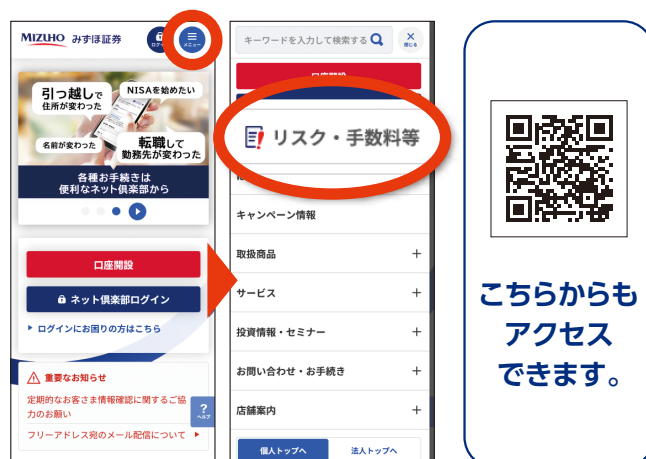 MIZUHO みずほ証券
メニュー
引っ越しで
住所が変わった
NISAを始めたい
名前が変わった
転職して
勤務先が変わった
各種お手続きは
便利なネット倶楽部から
口座開設
ネット倶楽部ログイン
ログインにお困りの方はこちら
重要なお知らせ
定期的なお客さま情報確認に関するご協
力のお願い
フリーアドレス宛のメール配信について
?
ヘルプ
キーワードを入力して検索する
閉じる
口座開設
リスク・手数料等
キャンペーン情報
取扱商品 +
サービス +
投資情報・セミナー +
お問い合わせ・お手続き +
店舗案内 +
個人トップへ
法人トップへ
こちらからも
アクセス
できます。